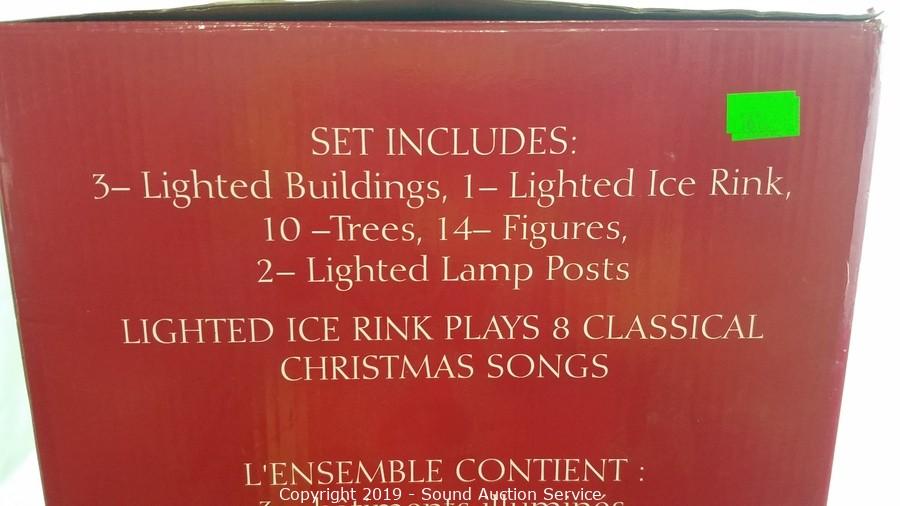 SET INCLUDES:
3– Lighted Buildings, 1– Lighted Ice Rink,
10 –Trees, 14– Figures,
2– Lighted Lamp Posts
LIGHTED ICE RINK PLAYS 8 CLASSICAL
CHRISTMAS SONGS
L'ENSEMBLE CONTIENT :
Copyright 2019 - Sound Auction Service
illuminés